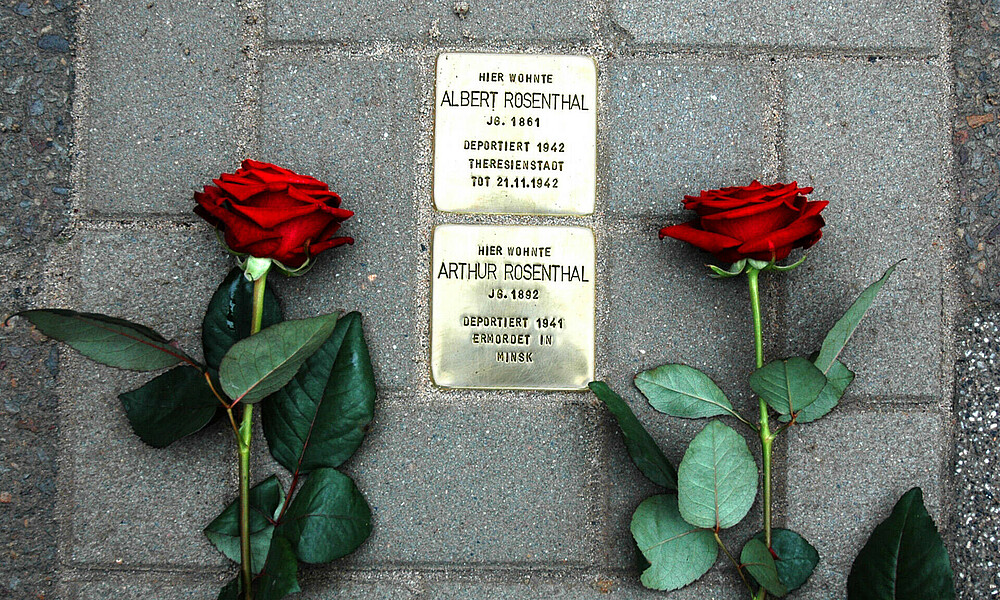 HIER WOHNTE
ALBERT ROSENTHAL
JG. 1861
DEPORTIERT 1942
THERESIENSTADT
TOT 21.11.1942
HIER WOHNTE
ARTHUR ROSENTHAL
JG. 1892
DEPORTIERT 1941
ERMORDET IN
MINSK